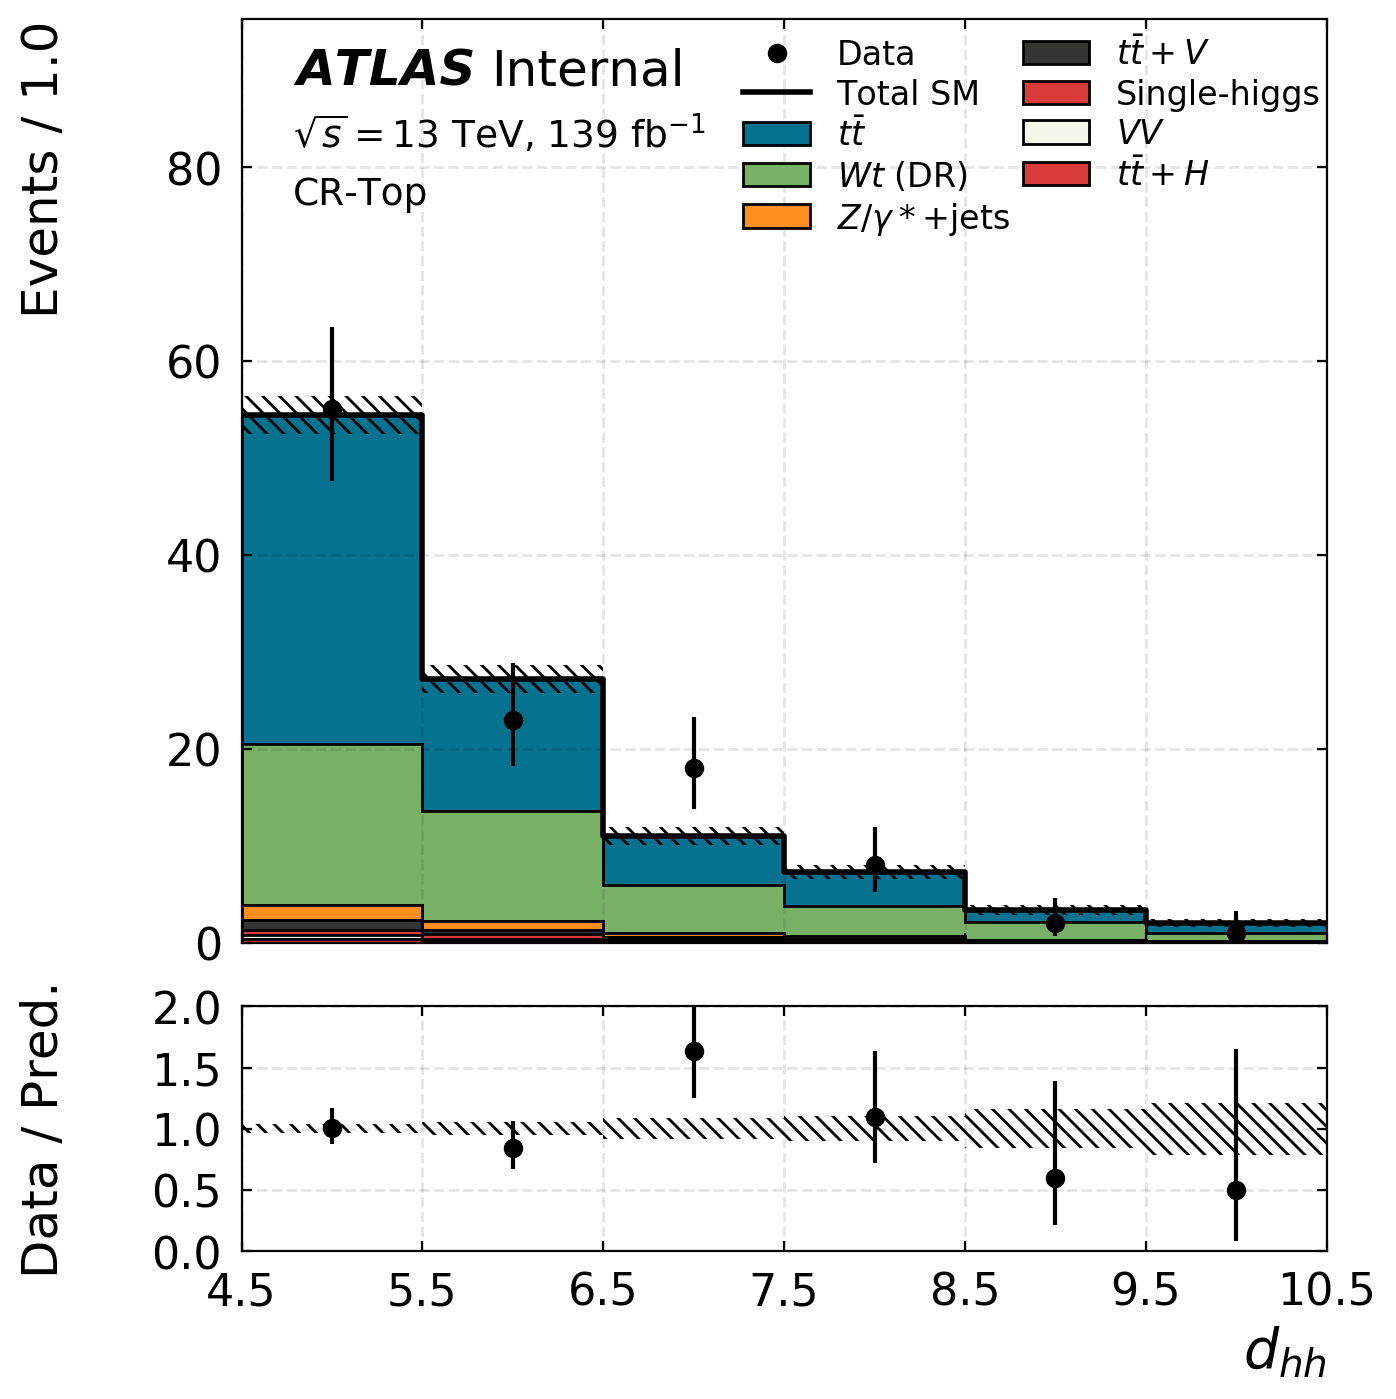 Events / 1.0
ATLAS Internal
√s = 13 TeV, 139 fb⁻¹
CR-Top
Data
Total SM
tt̄
Wt (DR)
Z/γ * +jets
tt̄ + V
Single-higgs
VV
tt̄ + H
80
60
40
20
0
Data / Pred.
2.0
1.5
1.0
0.5
0.0
4.5 5.5 6.5 7.5 8.5 9.5 10.5
d_hh